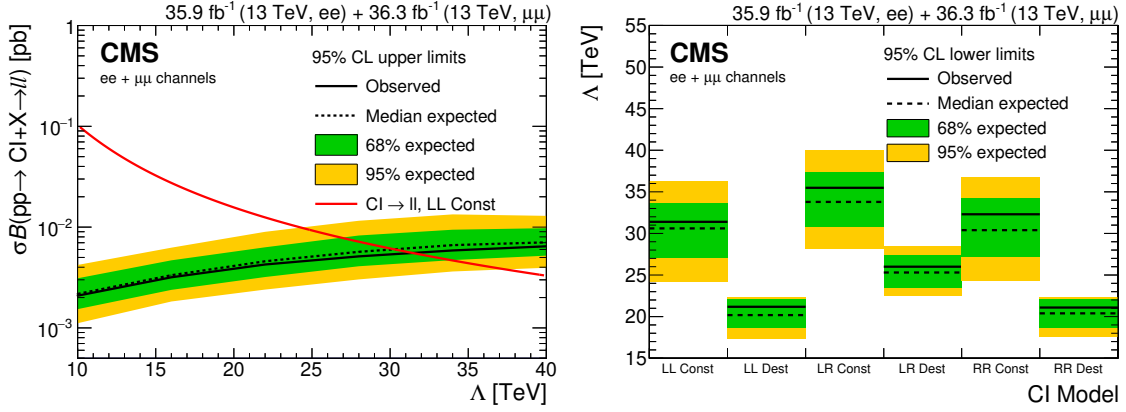 35.9 fb⁻¹ (13 TeV, ee) + 36.3 fb⁻¹ (13 TeV, μμ)
CMS
ee + μμ channels
95% CL upper limits
Observed
Median expected
68% expected
95% expected
CI → ll, LL Const
σB(pp → CI+X → ll) [pb]
1
10⁻¹
10⁻²
10⁻³
10 15 20 25 30 35 40
Λ [TeV]
35.9 fb⁻¹ (13 TeV, ee) + 36.3 fb⁻¹ (13 TeV, μμ)
CMS
ee + μμ channels
95% CL lower limits
Observed
Median expected
68% expected
95% expected
Λ [TeV]
55
50
45
40
35
30
25
20
15
LL Const LL Dest LR Const LR Dest RR Const RR Dest
CI Model